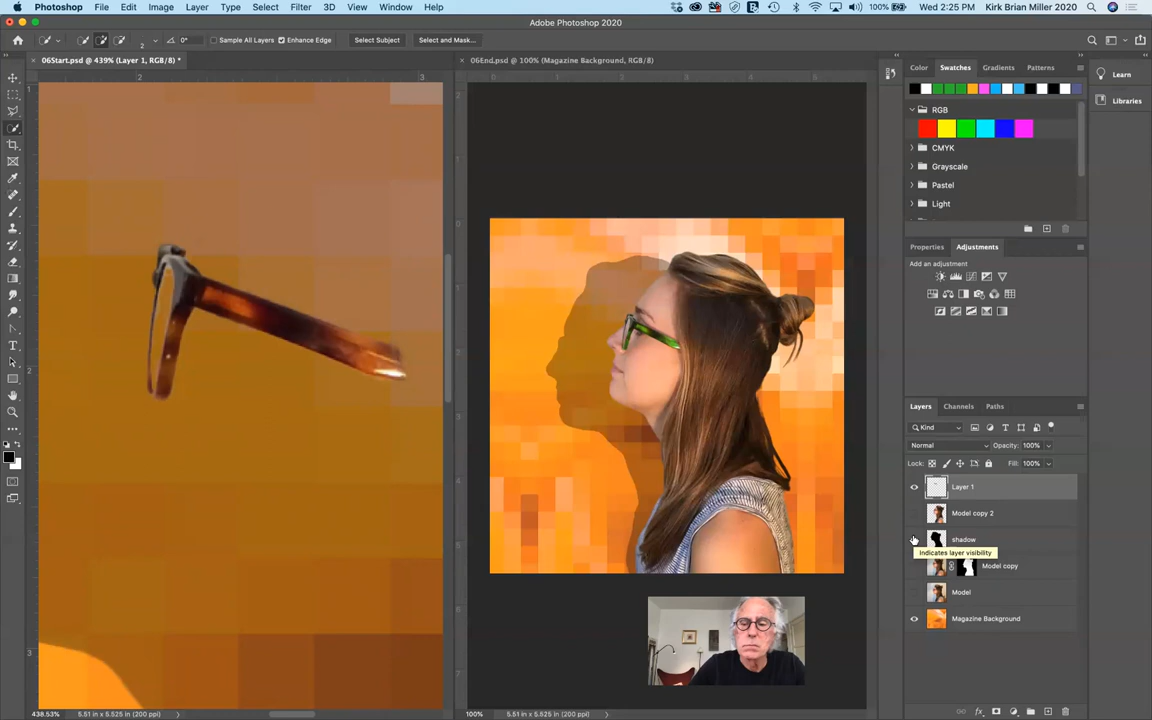 Photoshop File Edit Image Layer Type Select Filter 3D View Window Help 100% Wed 2:25 PM Kirk Brian Miller 2020
Adobe Photoshop 2020
2 0° Sample All Layers Enhance Edge Select Subject Select and Mask...
06Start.psd @ 439% (Layer 1, RGB/8) * 06End.psd @ 100% (Magazine Background, RGB/8)
Color Swatches Gradients Patterns
Learn
Libraries
RGB
CMYK
Grayscale
Pastel
Light
Properties Adjustments
Add an adjustment
Layers Channels Paths
Kind
Normal Opacity: 100%
Lock: Fill: 100%
Layer 1
Model copy 2
shadow
Indicates layer visibility
Model copy
Model
Magazine Background
438.53% 5.51 in x 5.525 in (200 ppi) 100% 5.51 in x 5.525 in (200 ppi)